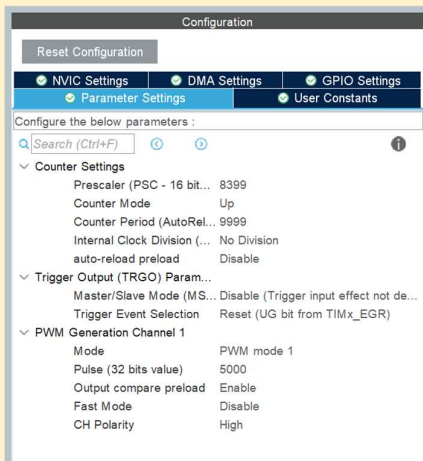 Configuration
Reset Configuration
NVIC Settings DMA Settings GPIO Settings
Parameter Settings User Constants
Configure the below parameters :
Search (Ctrl+F)
Counter Settings
Prescaler (PSC - 16 bit... 8399
Counter Mode Up
Counter Period (AutoRel... 9999
Internal Clock Division (... No Division
auto-reload preload Disable
Trigger Output (TRGO) Param...
Master/Slave Mode (MS... Disable (Trigger input effect not de...
Trigger Event Selection Reset (UG bit from TIMx_EGR)
PWM Generation Channel 1
Mode PWM mode 1
Pulse (32 bits value) 5000
Output compare preload Enable
Fast Mode Disable
CH Polarity High